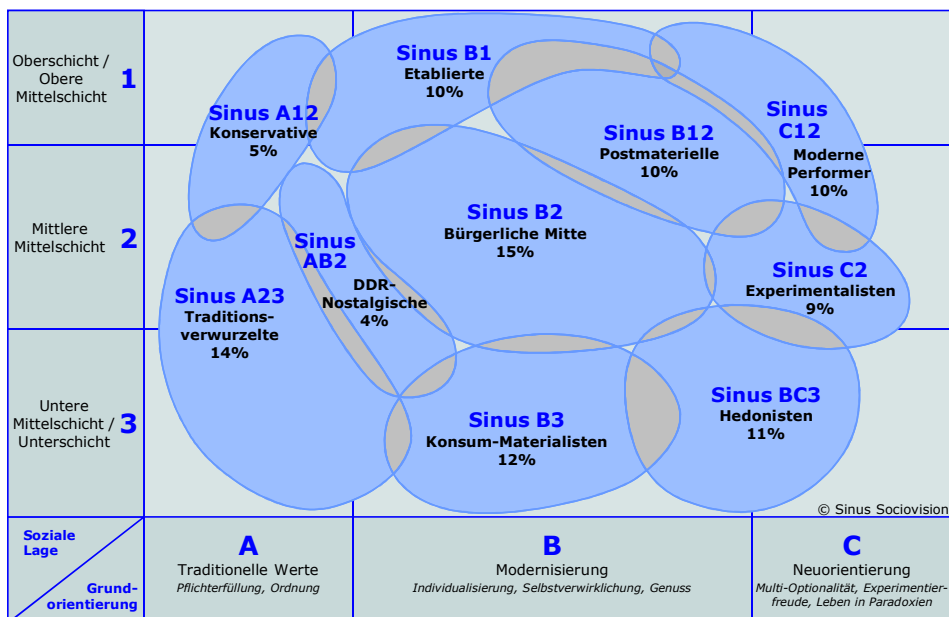 Oberschicht /
Obere
Mittelschicht
1
Mittlere
Mittelschicht
2
Untere
Mittelschicht /
Unterschicht
3
Sinus B1
Etablierte
10%
Sinus A12
Konservative
5%
Sinus B12
Postmaterielle
10%
Sinus
C12
Moderne
Performer
10%
Sinus B2
Bürgerliche Mitte
15%
Sinus
AB2
DDR-
Nostalgische
4%
Sinus A23
Traditions-
verwurzelte
14%
Sinus C2
Experimentalisten
9%
Sinus B3
Konsum-Materialisten
12%
Sinus BC3
Hedonisten
11%
© Sinus Sociovision
Soziale
Lage
Grund-
orientierung
A
Traditionelle Werte
Pflichterfüllung, Ordnung
B
Modernisierung
Individualisierung, Selbstverwirklichung, Genuss
C
Neuorientierung
Multi-Optionalität, Experimentier-
freude, Leben in Paradoxien